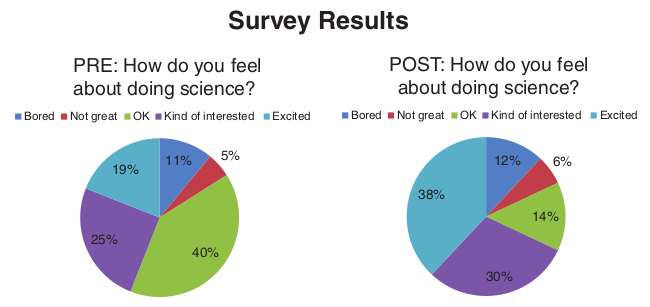 Survey Results
PRE: How do you feel
about doing science?
Bored Not great OK Kind of interested Excited
11%
5%
40%
25%
19%
POST: How do you feel
about doing science?
Bored Not great OK Kind of interested Excited
12%
6%
14%
30%
38%